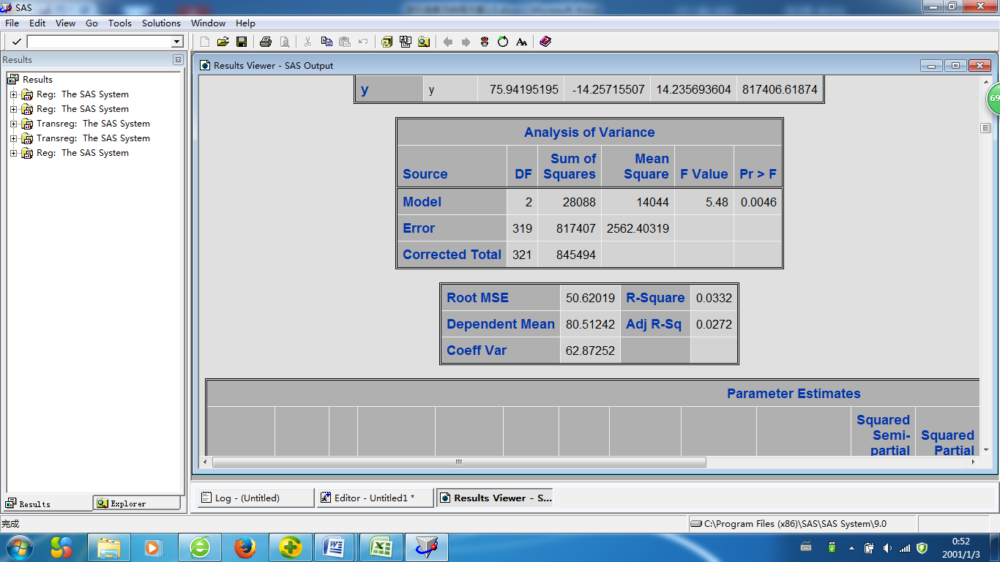 SAS
File Edit View Go Tools Solutions Window Help
Results
Results Viewer - SAS Output
Results
Reg: The SAS System
Reg: The SAS System
Transreg: The SAS System
Transreg: The SAS System
Reg: The SAS System
y y 75.94195195 -14.25715507 14.235693604 817406.61874
69
Analysis of Variance
Source DF Sum of Squares Mean Square F Value Pr > F
Model 2 28088 14044 5.48 0.0046
Error 319 817407 2562.40319
Corrected Total 321 845494
Root MSE 50.62019 R-Square 0.0332
Dependent Mean 80.51242 Adj R-Sq 0.0272
Coeff Var 62.87252
Parameter Estimates
Squared Semi-partial Squared Partial
Results Explorer
Log - (Untitled) Editor - Untitled1 * Results Viewer - S...
完成
C:\Program Files (x86)\SAS\SAS System\9.0
0:52
2001/1/3